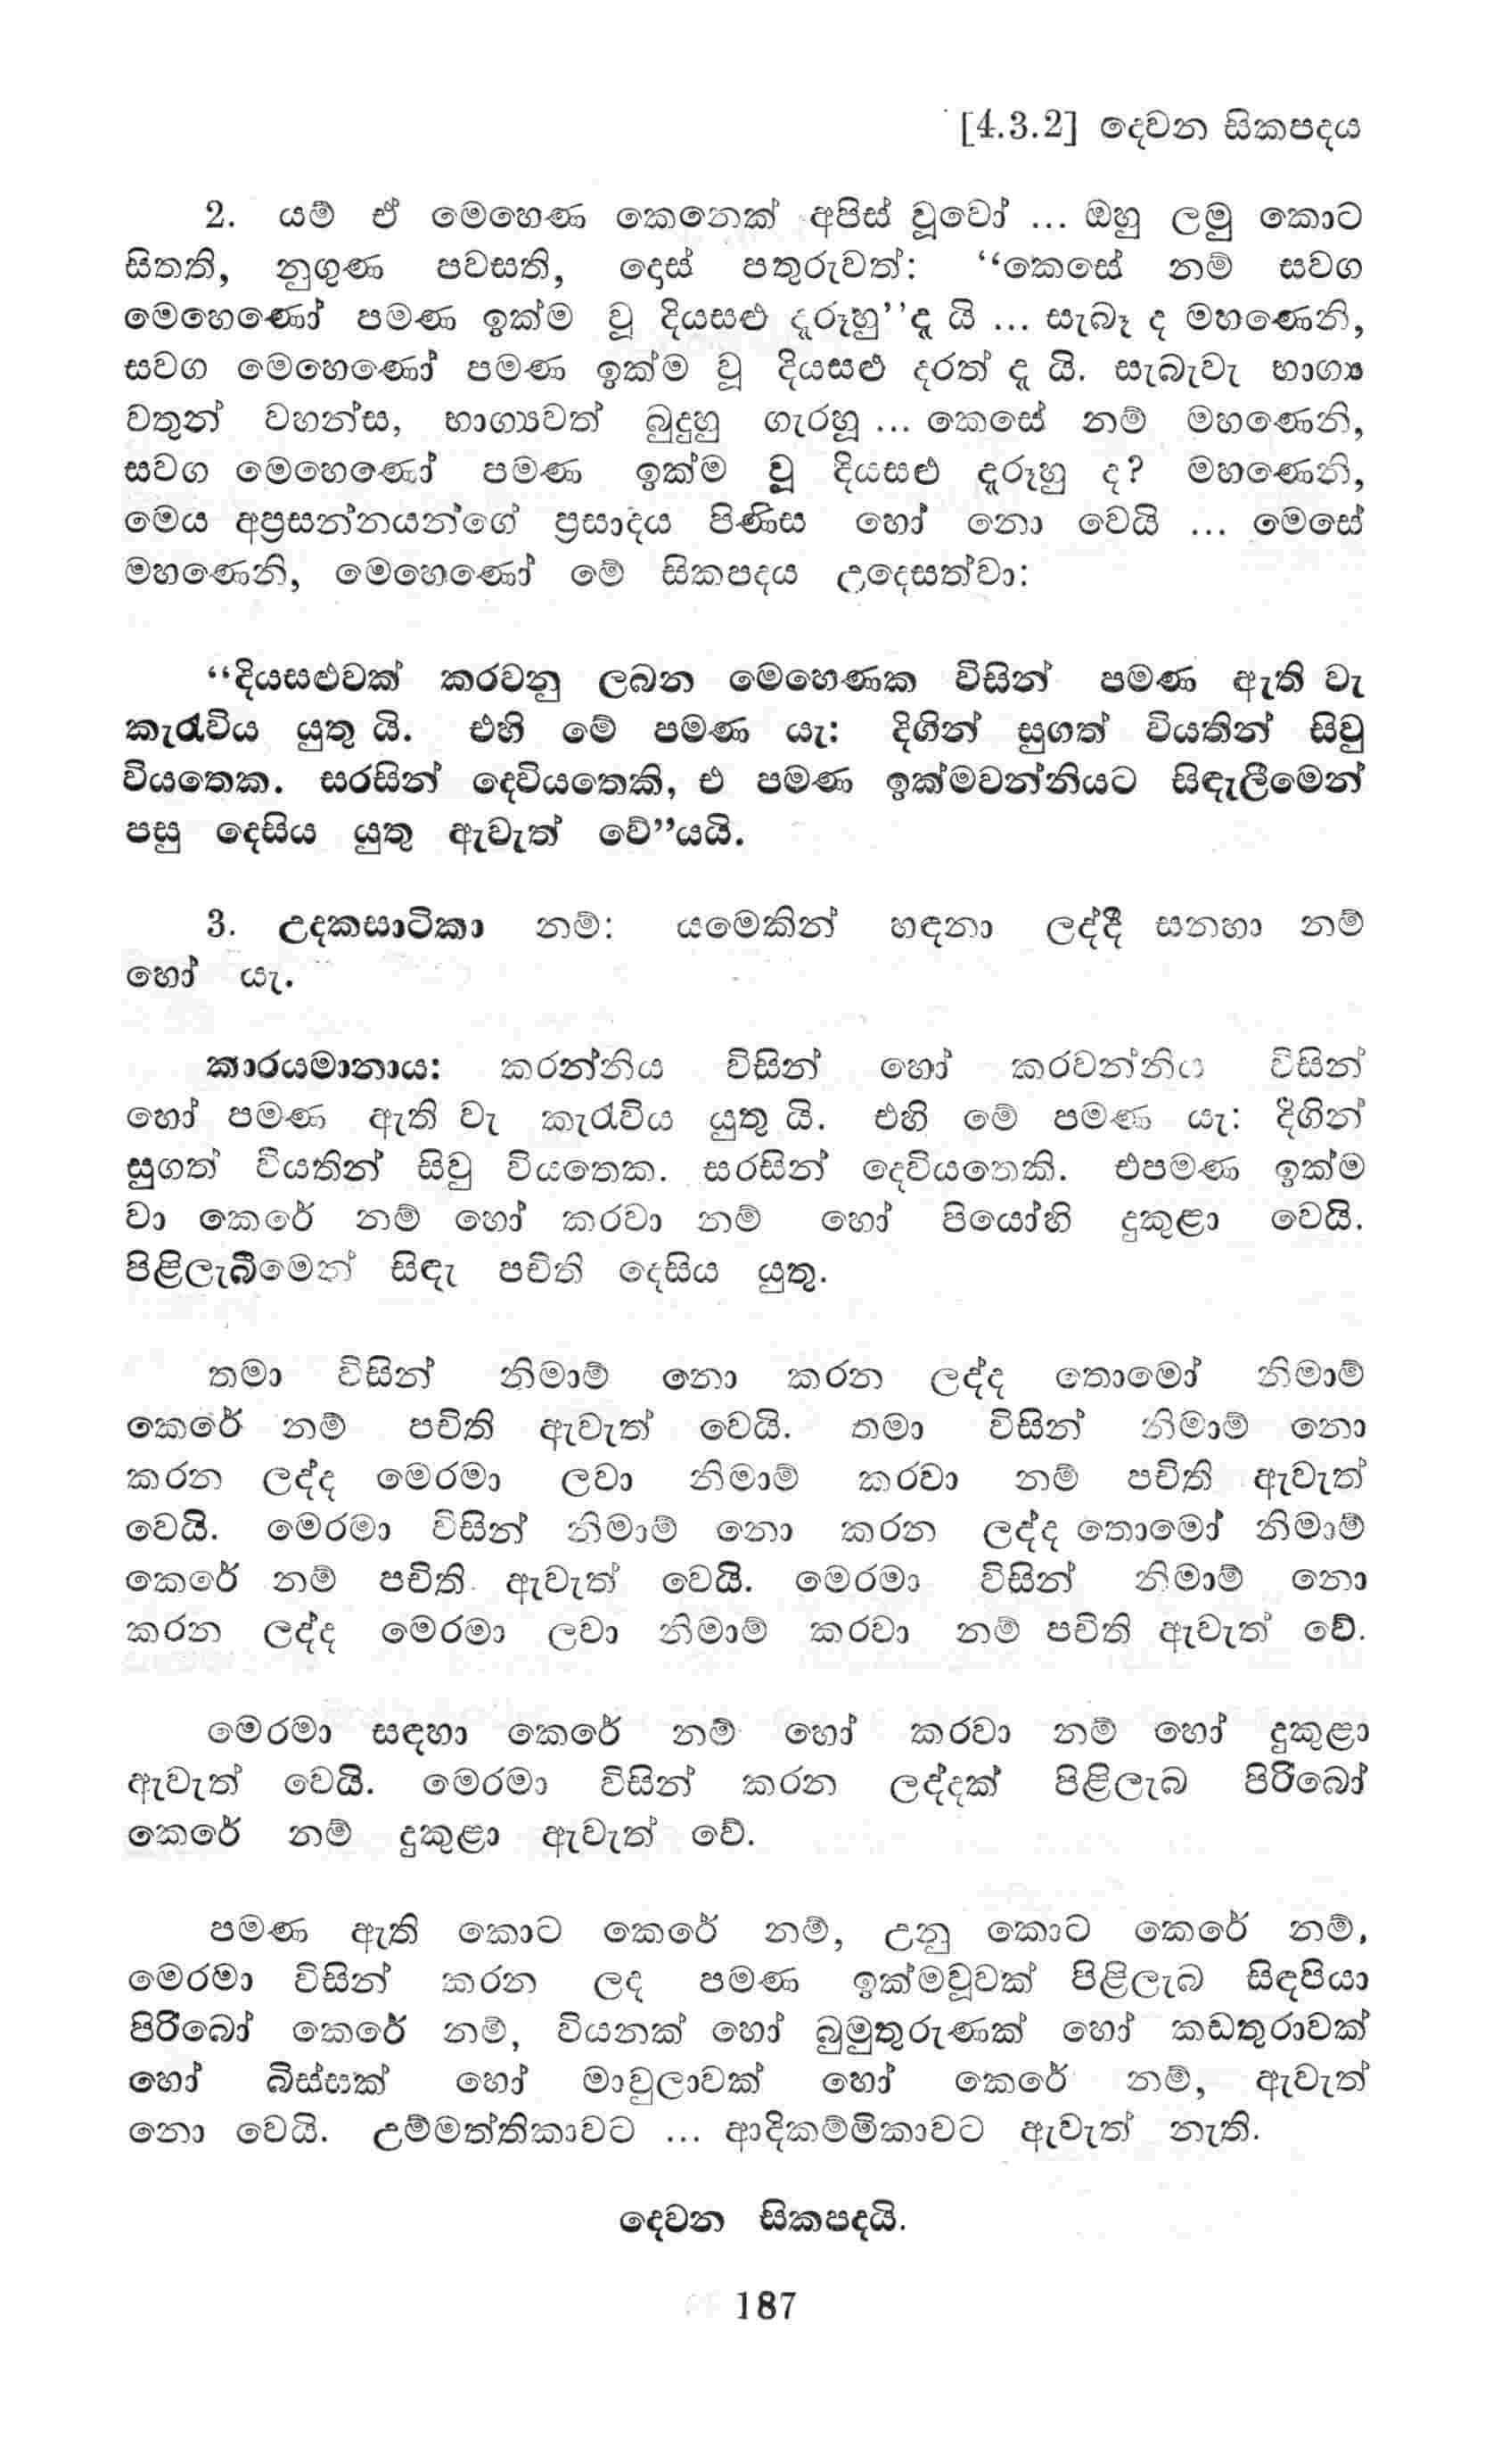 [4.3.2] දෙවන සිකපදය
2. යම් ඒ මෙහෙණ කෙනෙක් අපිස් වූවෝ ... ඔහු ලමු කොට
සිතති, නුගුණ පවසති, දොස් පතුරුවත්: “කෙසේ නම් සවග
මෙහෙණෝ පමණ ඉක්ම වූ දියසළු දැරූහු”දැ යි ... සැබෑ ද මහණෙනි,
සවග මෙහෙණෝ පමණ ඉක්ම වූ දියසළු දරත් දැ යි. සැබැවැ භාග්‍ය
වතුන් වහන්ස, භාග්‍යවත් බුදුහු ගැරහූ ... කෙසේ නම් මහණෙනි,
සවග මෙහෙණෝ පමණ ඉක්ම වූ දියසළු දැරූහු ද? මහණෙනි,
මෙය අප්‍රසන්නයන්ගේ ප්‍රසාදය පිණිස හෝ නො වෙයි ... මෙසේ
මහණෙනි, මෙහෙණෝ මේ සිකපදය උදෙසත්වා:
“දියසළුවක් කරවනු ලබන මෙහෙණක විසින් පමණ ඇති වැ
කැරැවිය යුතු යි. එහි මේ පමණ යැ: දිගින් සුගත් වියතින් සිවු
වියතෙක. සරසින් දෙවියතෙකි, එ පමණ ඉක්මවන්නියට සිඳැලීමෙන්
පසු දෙසිය යුතු ඇවැත් වේ”යයි.
3. උදකසාටිකා නම්: යමෙකින් හඳනා ලද්දී සනහා නම්
හෝ යැ.
කාරයමානාය: කරන්නිය විසින් හෝ කරවන්නිය විසින්
හෝ පමණ ඇති වැ කැරැවිය යුතු යි. එහි මේ පමණ යැ: දිගින්
සුගත් වියතින් සිවු වියතෙක. සරසින් දෙවියතෙකි. එපමණ ඉක්ම
වා කෙරේ නම් හෝ කරවා නම් හෝ පියෝහි දුකුළා වෙයි.
පිළිලැබීමෙන් සිඳැ පචිති දෙසිය යුතු.
තමා විසින් නිමාම් නො කරන ලද්ද තොමෝ නිමාම්
කෙරේ නම් පචිති ඇවැත් වෙයි. තමා විසින් නිමාම් නො
කරන ලද්ද මෙරමා ලවා නිමාම් කරවා නම් පචිති ඇවැත්
වෙයි. මෙරමා විසින් නිමාම් නො කරන ලද්ද තොමෝ නිමාම්
කෙරේ නම් පචිති ඇවැත් වෙයි. මෙරමා විසින් නිමාම් නො
කරන ලද්ද මෙරමා ලවා නිමාම් කරවා නම් පචිති ඇවැත් වේ.
මෙරමා සඳහා කෙරේ නම් හෝ කරවා නම් හෝ දුකුළා
ඇවැත් වෙයි. මෙරමා විසින් කරන ලද්දක් පිළිලැබ පිරිබෝ
කෙරේ නම් දුකුළා ඇවැත් වේ.
පමණ ඇති කොට කෙරේ නම්, උනු කොට කෙරේ නම්,
මෙරමා විසින් කරන ලද පමණ ඉක්මවූවක් පිළිලැබ සිඳපියා
පිරිබෝ කෙරේ නම්, වියනක් හෝ බුමුතුරුණක් හෝ කඩතුරාවක්
හෝ බිස්සක් හෝ මාවුලාවක් හෝ කෙරේ නම්, ඇවැත්
නො වෙයි. උම්මත්තිකාවට ... ආදිකම්මිකාවට ඇවැත් නැති.
දෙවන සිකපදයි.
187